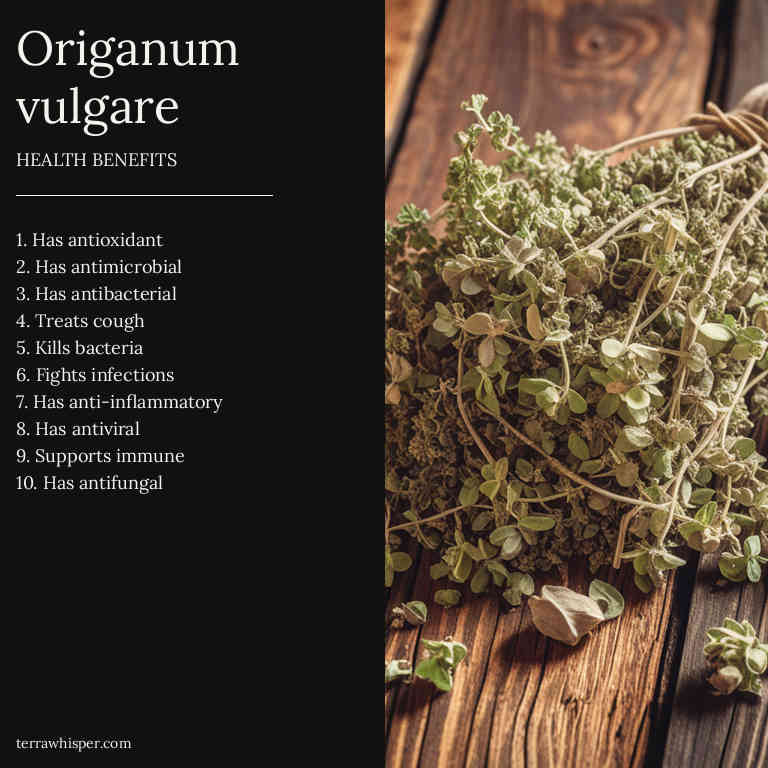 Origanum
vulgare
HEALTH BENEFITS
1. Has antioxidant
2. Has antimicrobial
3. Has antibacterial
4. Treats cough
5. Kills bacteria
6. Fights infections
7. Has anti-inflammatory
8. Has antiviral
9. Supports immune
10. Has antifungal
terrawhisper.com